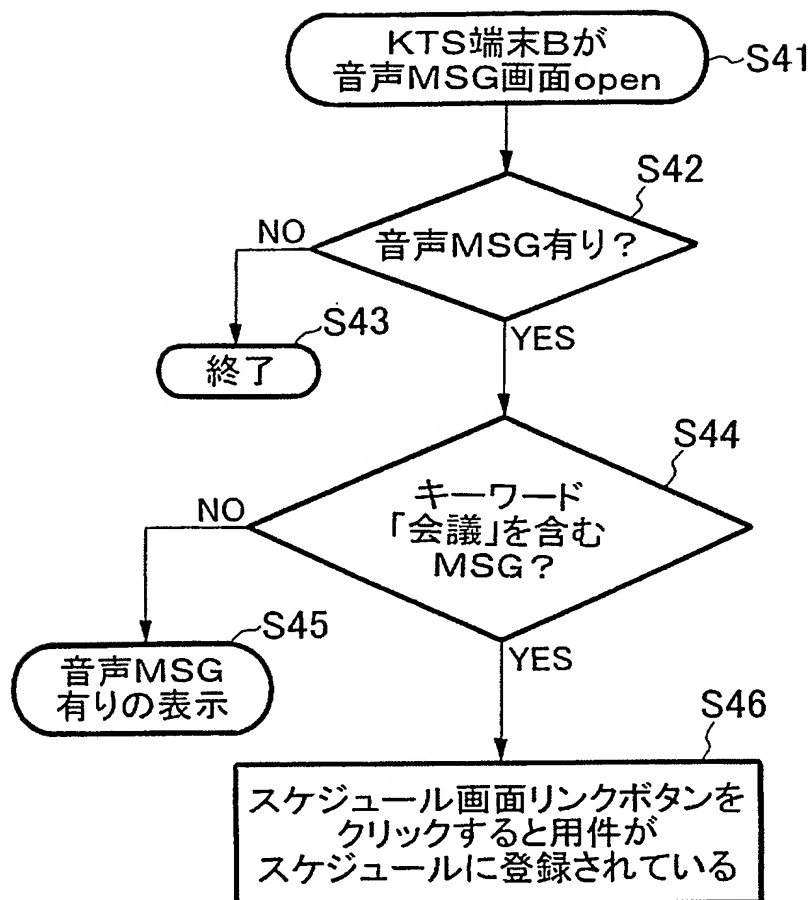 KTS端末Bが
音声MSG画面open
S41
S42
音声MSG有り？
NO
YES
S43
終了
S44
キーワード
「会議」を含む
MSG？
NO
YES
S45
音声MSG
有りの表示
S46
スケジュール画面リンクボタンを
クリックすると用件が
スケジュールに登録されている